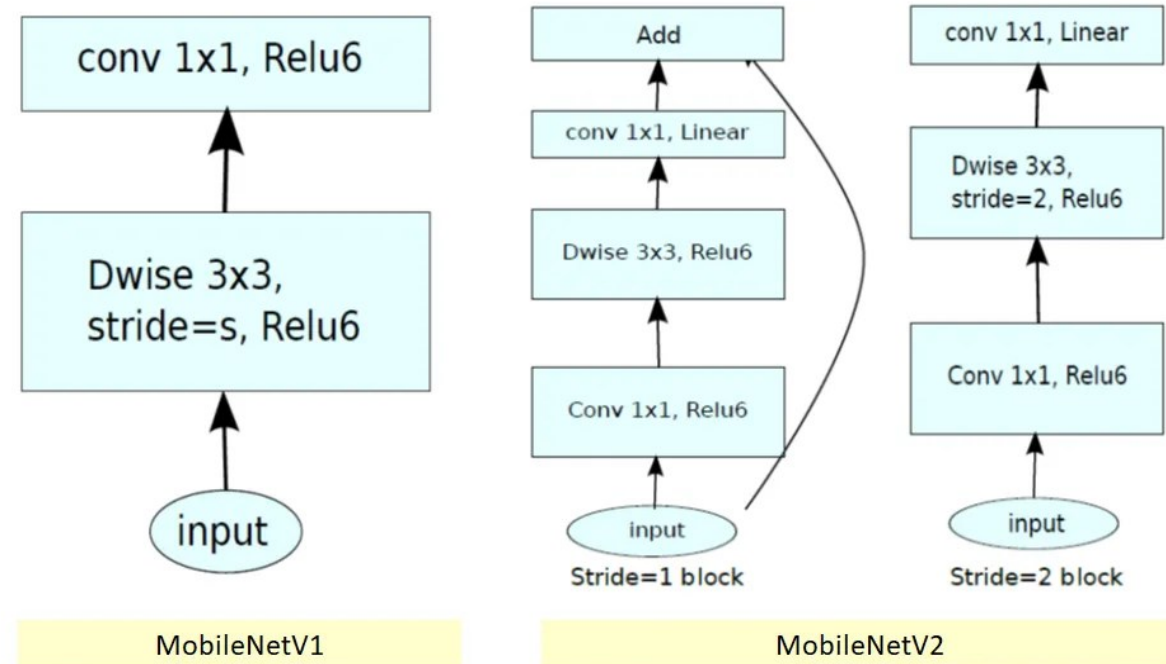 conv 1x1, Relu6
Dwise 3x3,
stride=s, Relu6
input
MobileNetV1
Add
conv 1x1, Linear
Dwise 3x3, Relu6
Conv 1x1, Relu6
input
Stride=1 block
conv 1x1, Linear
Dwise 3x3,
stride=2, Relu6
Conv 1x1, Relu6
input
Stride=2 block
MobileNetV2